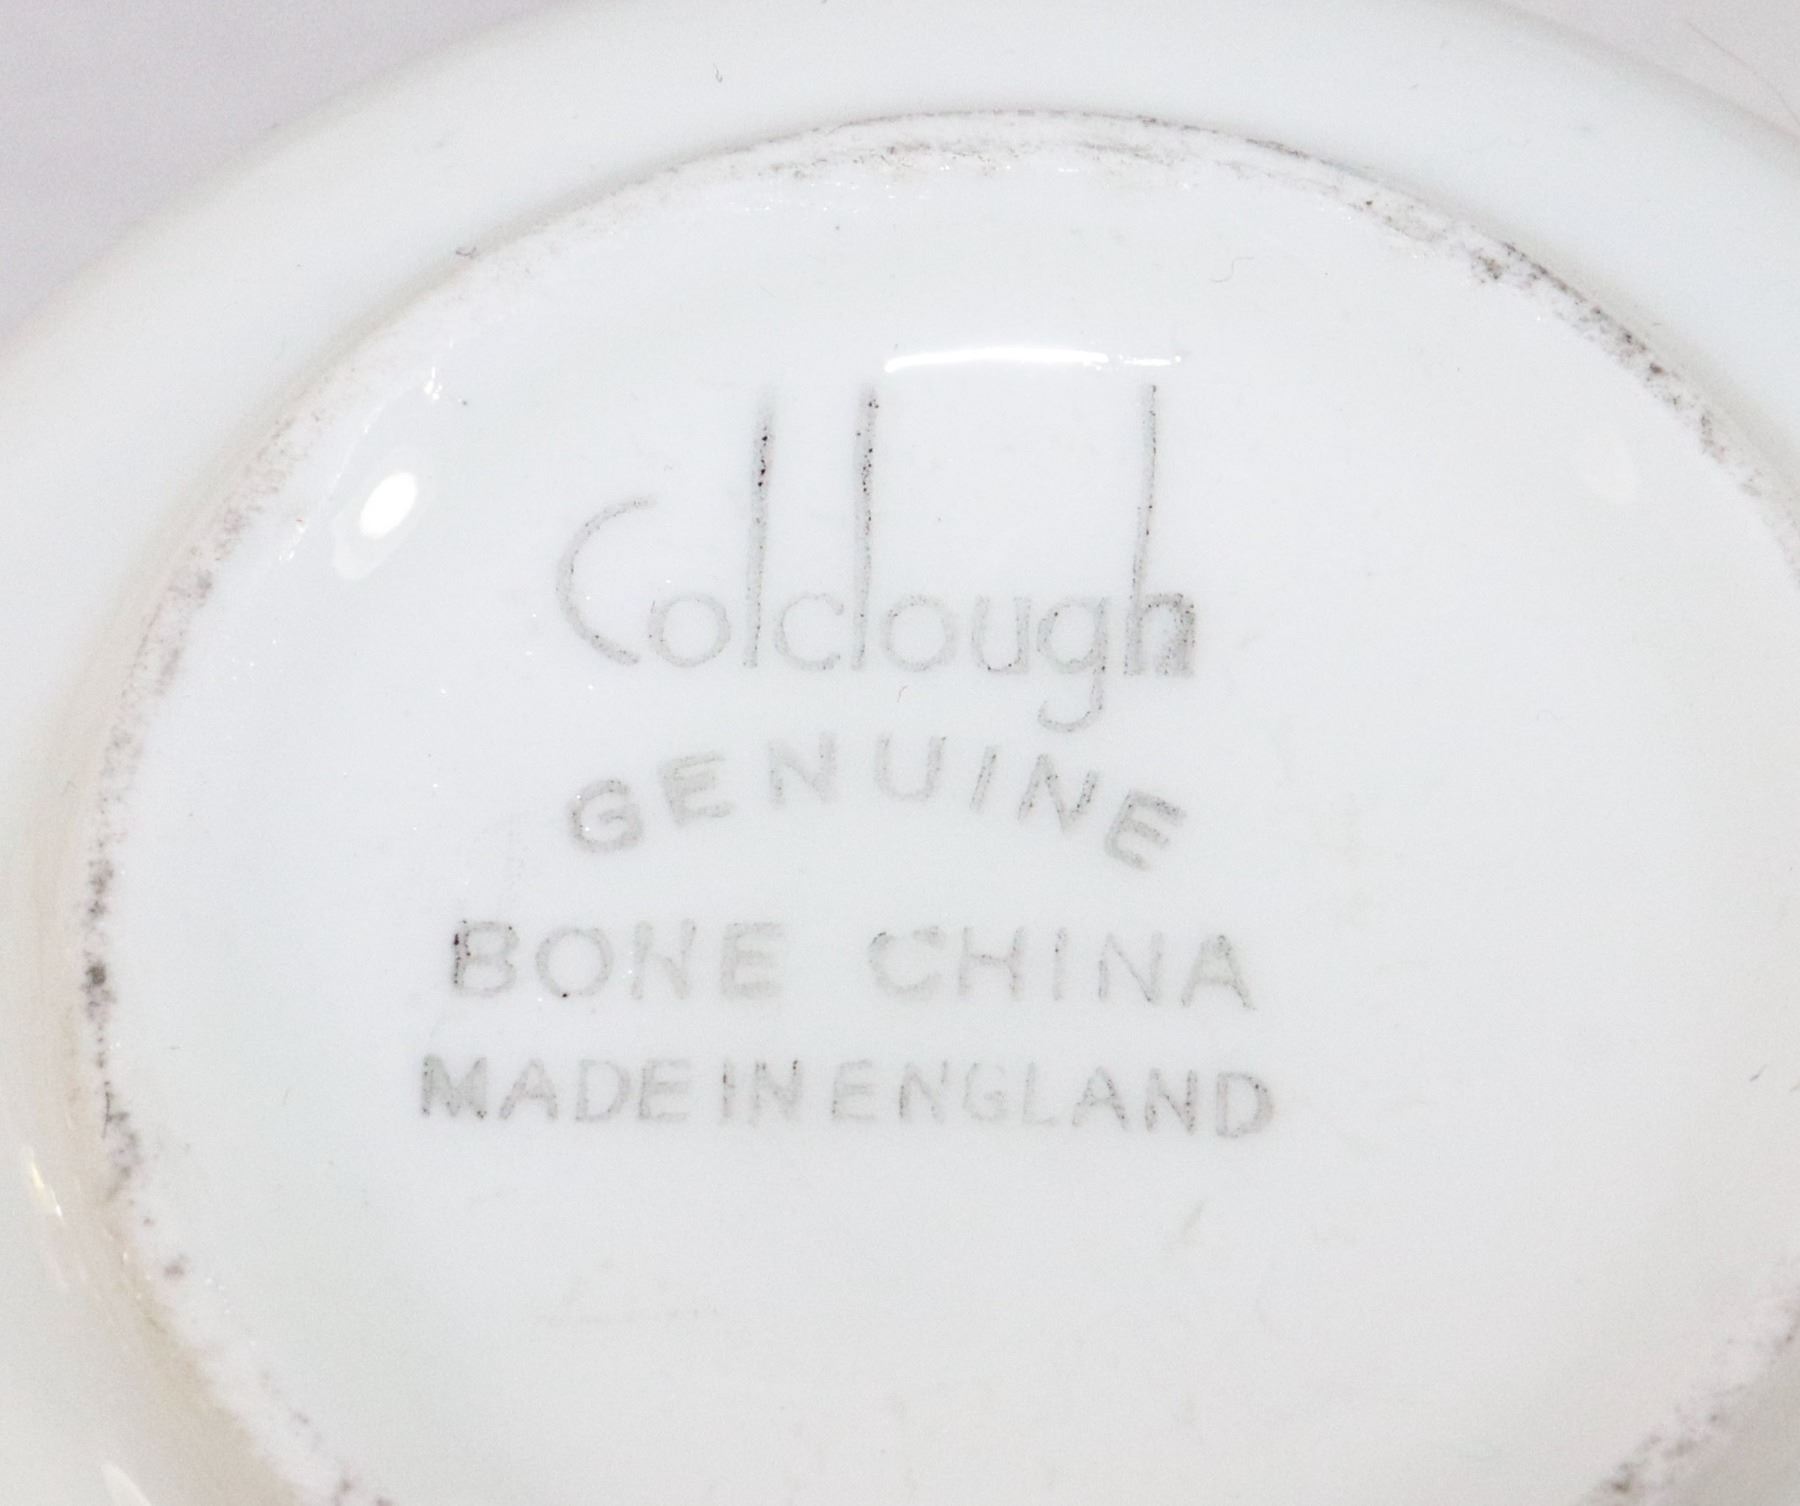 Colclough
GENUINE
BONE CHINA
MADE IN ENGLAND